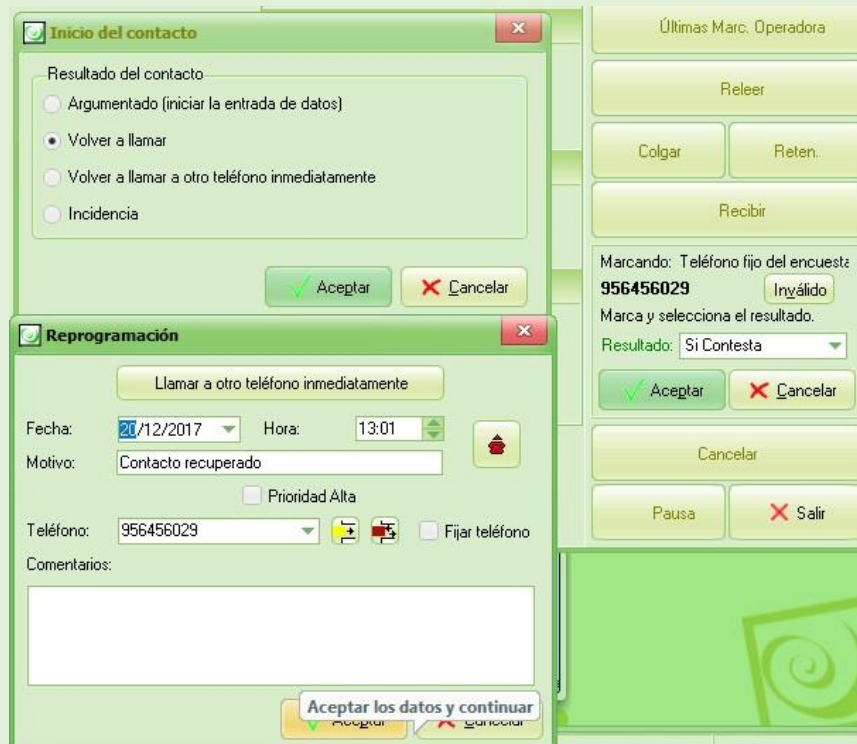 Inicio del contacto
Resultado del contacto
Argumentado (iniciar la entrada de datos)
Volver a llamar
Volver a llamar a otro teléfono inmediatamente
Incidencia
Aceptar
Cancelar
Reprogramación
Llamar a otro teléfono inmediatamente
Fecha: 20/12/2017 Hora: 13:01
Motivo: Contacto recuperado
Prioridad Alta
Teléfono: 956456029 Fijar teléfono
Comentarios:
Aceptar los datos y continuar
Últimas Marc. Operadora
Releer
Colgar
Reten.
Recibir
Marcando: Teléfono fijo del encuesta
956456029 Inválido
Marca y selecciona el resultado.
Resultado: Si Contesta
Aceptar
Cancelar
Cancelar
Pausa
Salir